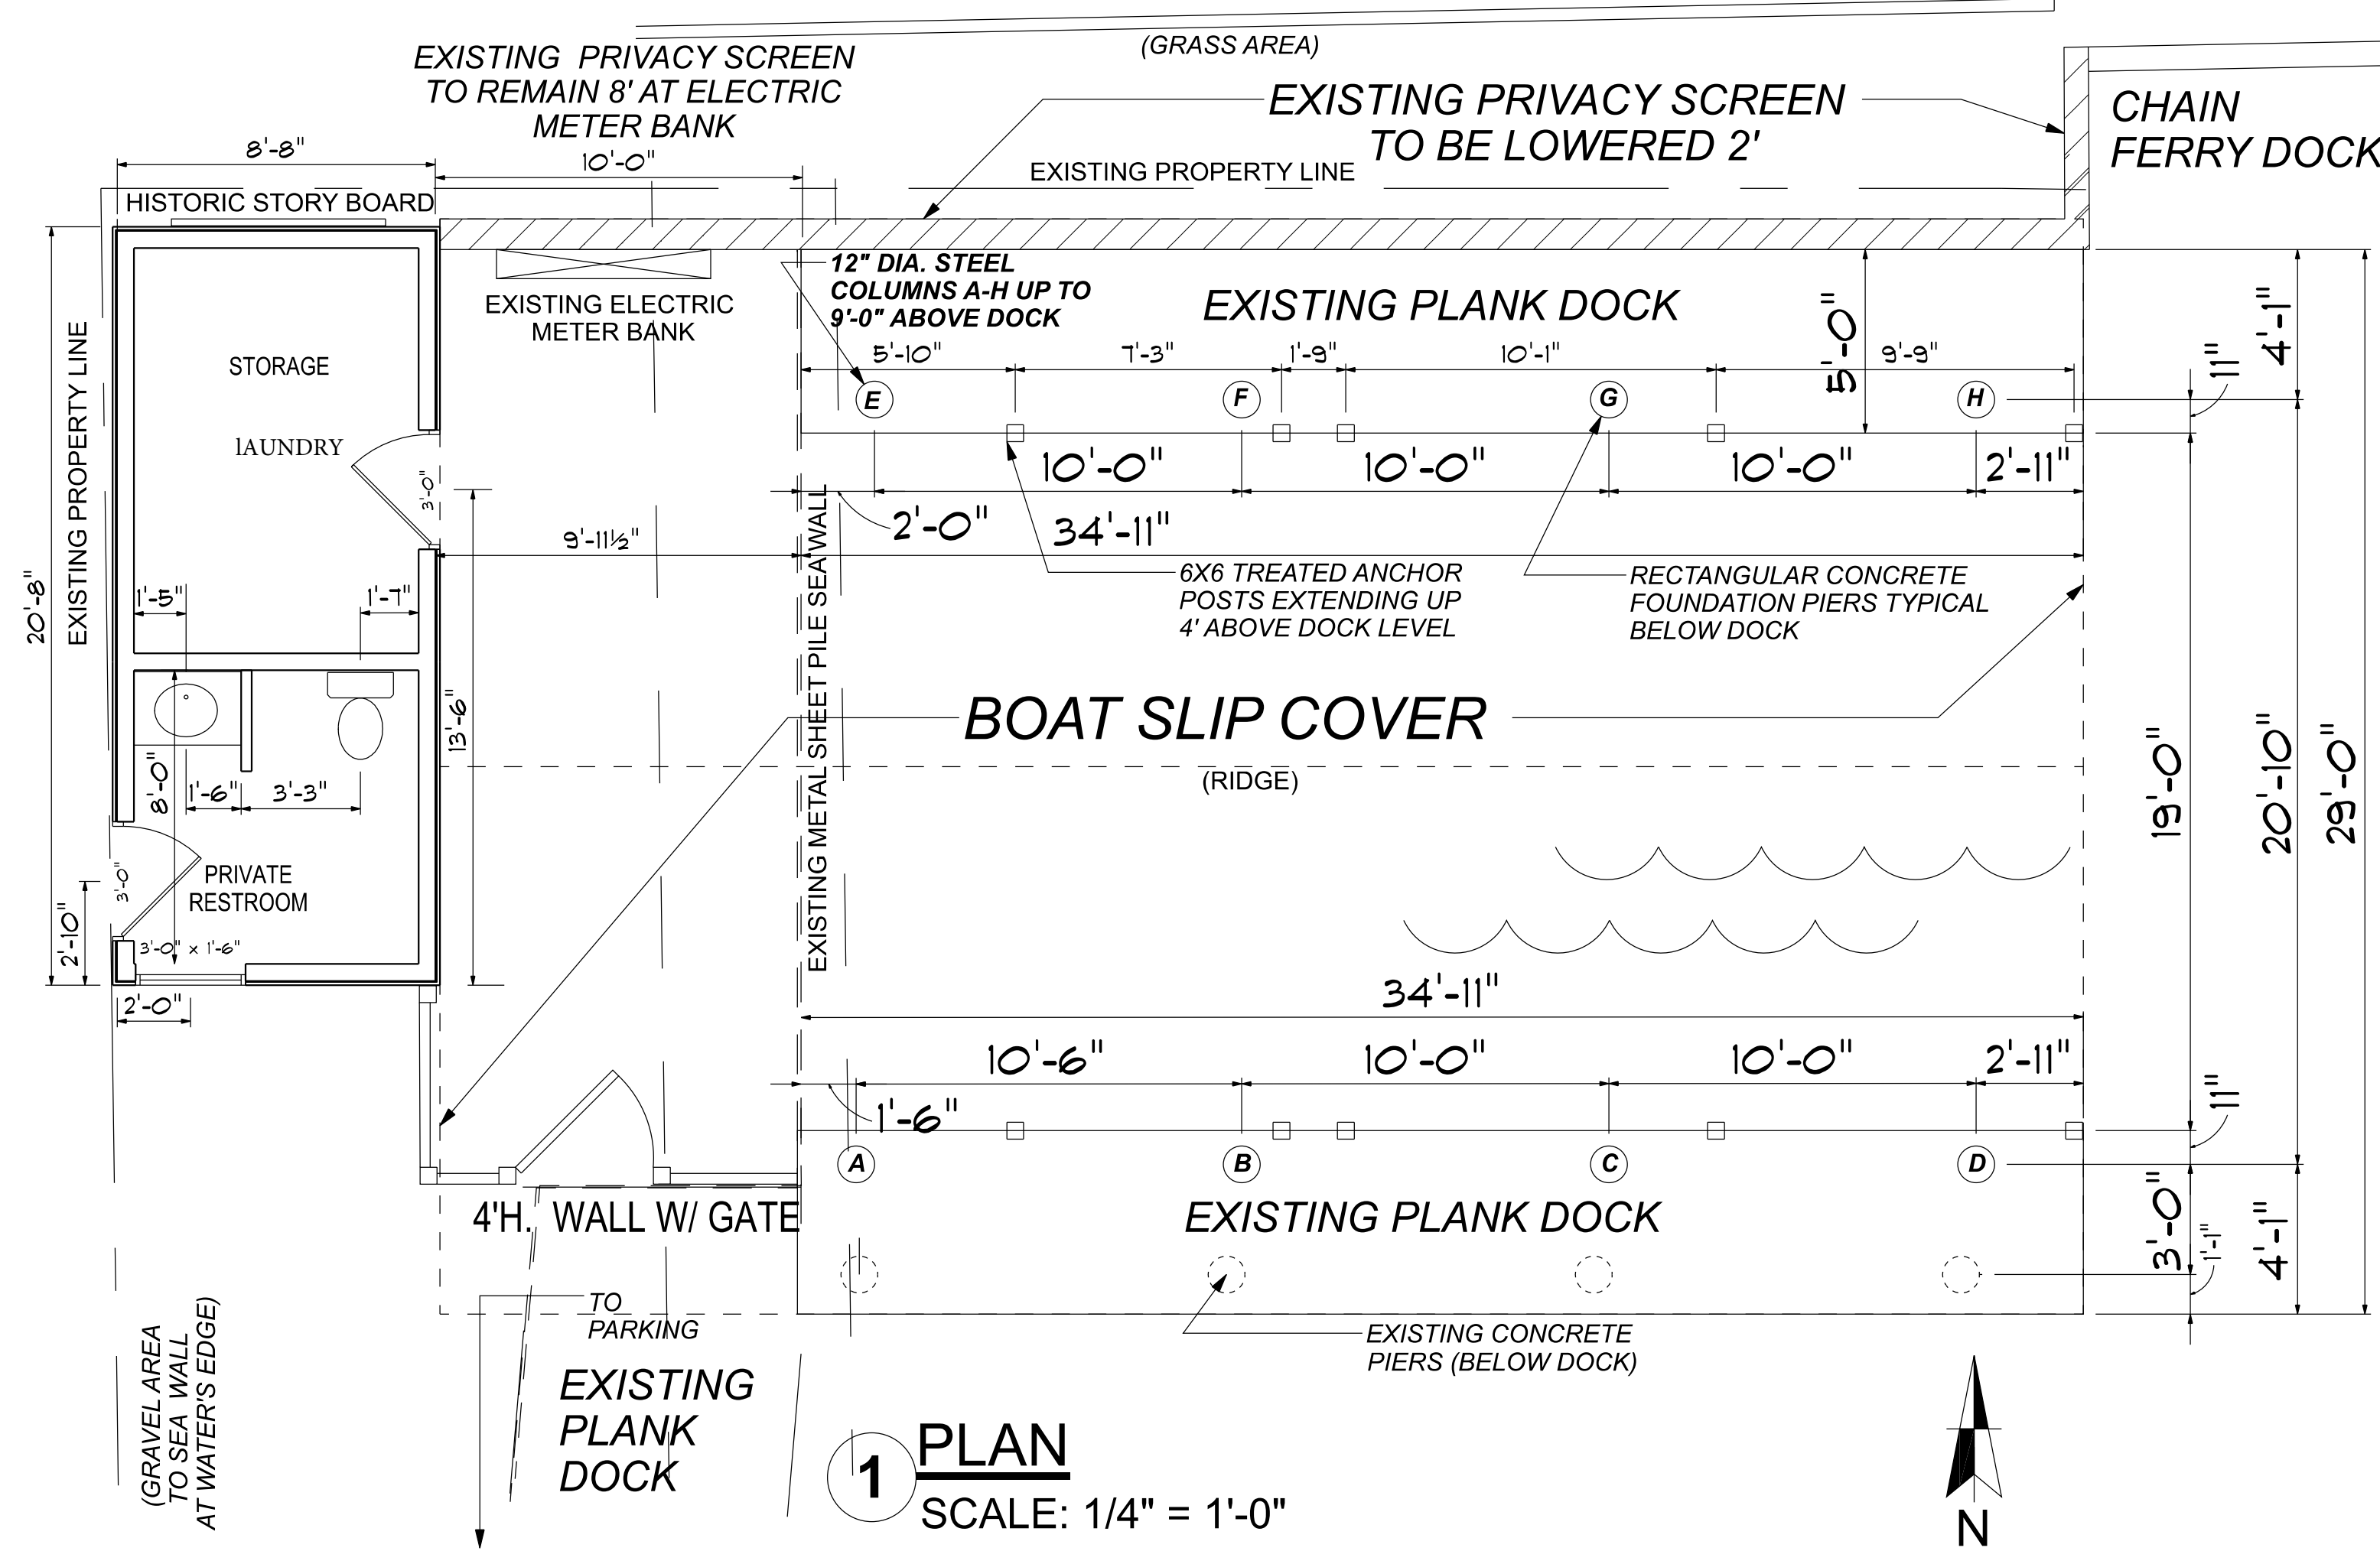 (GRASS AREA)
EXISTING PRIVACY SCREEN
TO REMAIN 8' AT ELECTRIC
METER BANK
EXISTING PRIVACY SCREEN
TO BE LOWERED 2'
CHAIN
FERRY DOCK
8'-8"
10'-0"
EXISTING PROPERTY LINE
HISTORIC STORY BOARD
12" DIA. STEEL
COLUMNS A-H UP TO
9'-0" ABOVE DOCK
EXISTING ELECTRIC
METER BANK
EXISTING PLANK DOCK
5'-0"
4'-1"
11"
5'-10"
7'-3"
1'-9"
10'-1"
9'-9"
STORAGE
lAUNDRY
EXISTING PROPERTY LINE
E
F
G
H
3'-0"
10'-0"
10'-0"
10'-0"
2'-11"
2'-0"
34'-11"
9'-11½"
20'-8"
1'-5"
1'-7"
6X6 TREATED ANCHOR
POSTS EXTENDING UP
4' ABOVE DOCK LEVEL
RECTANGULAR CONCRETE
FOUNDATION PIERS TYPICAL
BELOW DOCK
EXISTING METAL SHEET PILE SEAWALL
BOAT SLIP COVER
(RIDGE)
13'-6"
8'-0"
1'-6"
3'-3"
19'-0"
20'-10"
29'-0"
3'-0"
PRIVATE
RESTROOM
2'-10"
3'-0" x 1'-6"
2'-0"
34'-11"
10'-6"
10'-0"
10'-0"
2'-11"
1'-6"
11"
A
B
C
D
4'H. WALL W/ GATE
EXISTING PLANK DOCK
3'-0"
1'-1"
4'-1"
TO
PARKING
EXISTING CONCRETE
PIERS (BELOW DOCK)
(GRAVEL AREA
TO SEA WALL
AT WATER'S EDGE)
EXISTING
PLANK
DOCK
1
PLAN
SCALE: 1/4" = 1'-0"
N